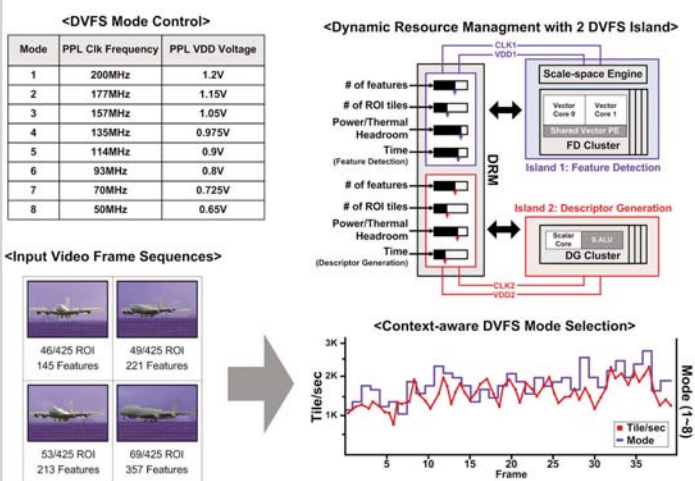 <DVFS Mode Control>
Mode PPL Clk Frequency PPL VDD Voltage
1 200MHz 1.2V
2 177MHz 1.15V
3 157MHz 1.05V
4 135MHz 0.975V
5 114MHz 0.9V
6 93MHz 0.8V
7 70MHz 0.725V
8 50MHz 0.65V
<Dynamic Resource Managment with 2 DVFS Island>
CLK1
VDD1
# of features
# of ROI tiles
Power/Thermal
Headroom
Time
(Feature Detection)
# of features
# of ROI tiles
Power/Thermal
Headroom
Time
(Descriptor Generation)
DRM
Scale-space Engine
Vector
Core 0
Vector
Core 1
Shared Vector PE
FD Cluster
Island 1: Feature Detection
Island 2: Descriptor Generation
Scalar
Core
S.ALU
DG Cluster
CLK2
VDD2
<Input Video Frame Sequences>
46/425 ROI
145 Features
49/425 ROI
221 Features
53/425 ROI
213 Features
69/425 ROI
357 Features
<Context-aware DVFS Mode Selection>
3K
2K
1K
Tile/sec
Mode (1~8)
Tile/sec
Mode
5 10 15 20 25 30 35
Frame